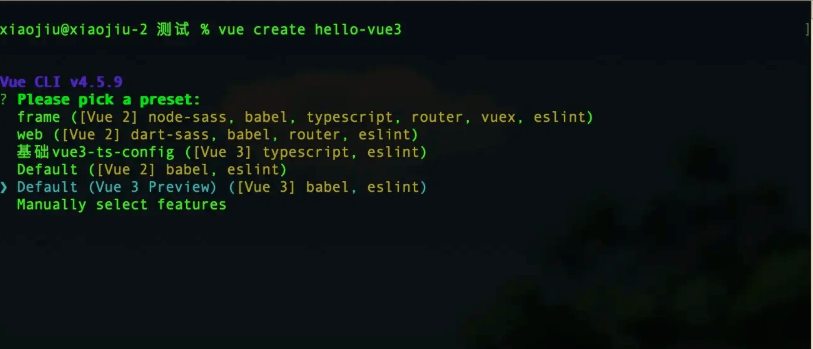 xiaojiu@xiaojiu-2 测试 % vue create hello-vue3
Vue CLI v4.5.9
? Please pick a preset:
frame ([Vue 2] node-sass, babel, typescript, router, vuex, eslint)
web ([Vue 2] dart-sass, babel, router, eslint)
基础vue3-ts-config ([Vue 3] typescript, eslint)
Default ([Vue 2] babel, eslint)
❯ Default (Vue 3 Preview) ([Vue 3] babel, eslint)
Manually select features